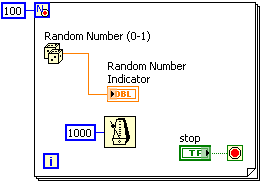 100
N
Random Number (0-1)
Random Number
Indicator
DBL
1000
stop
TF
i